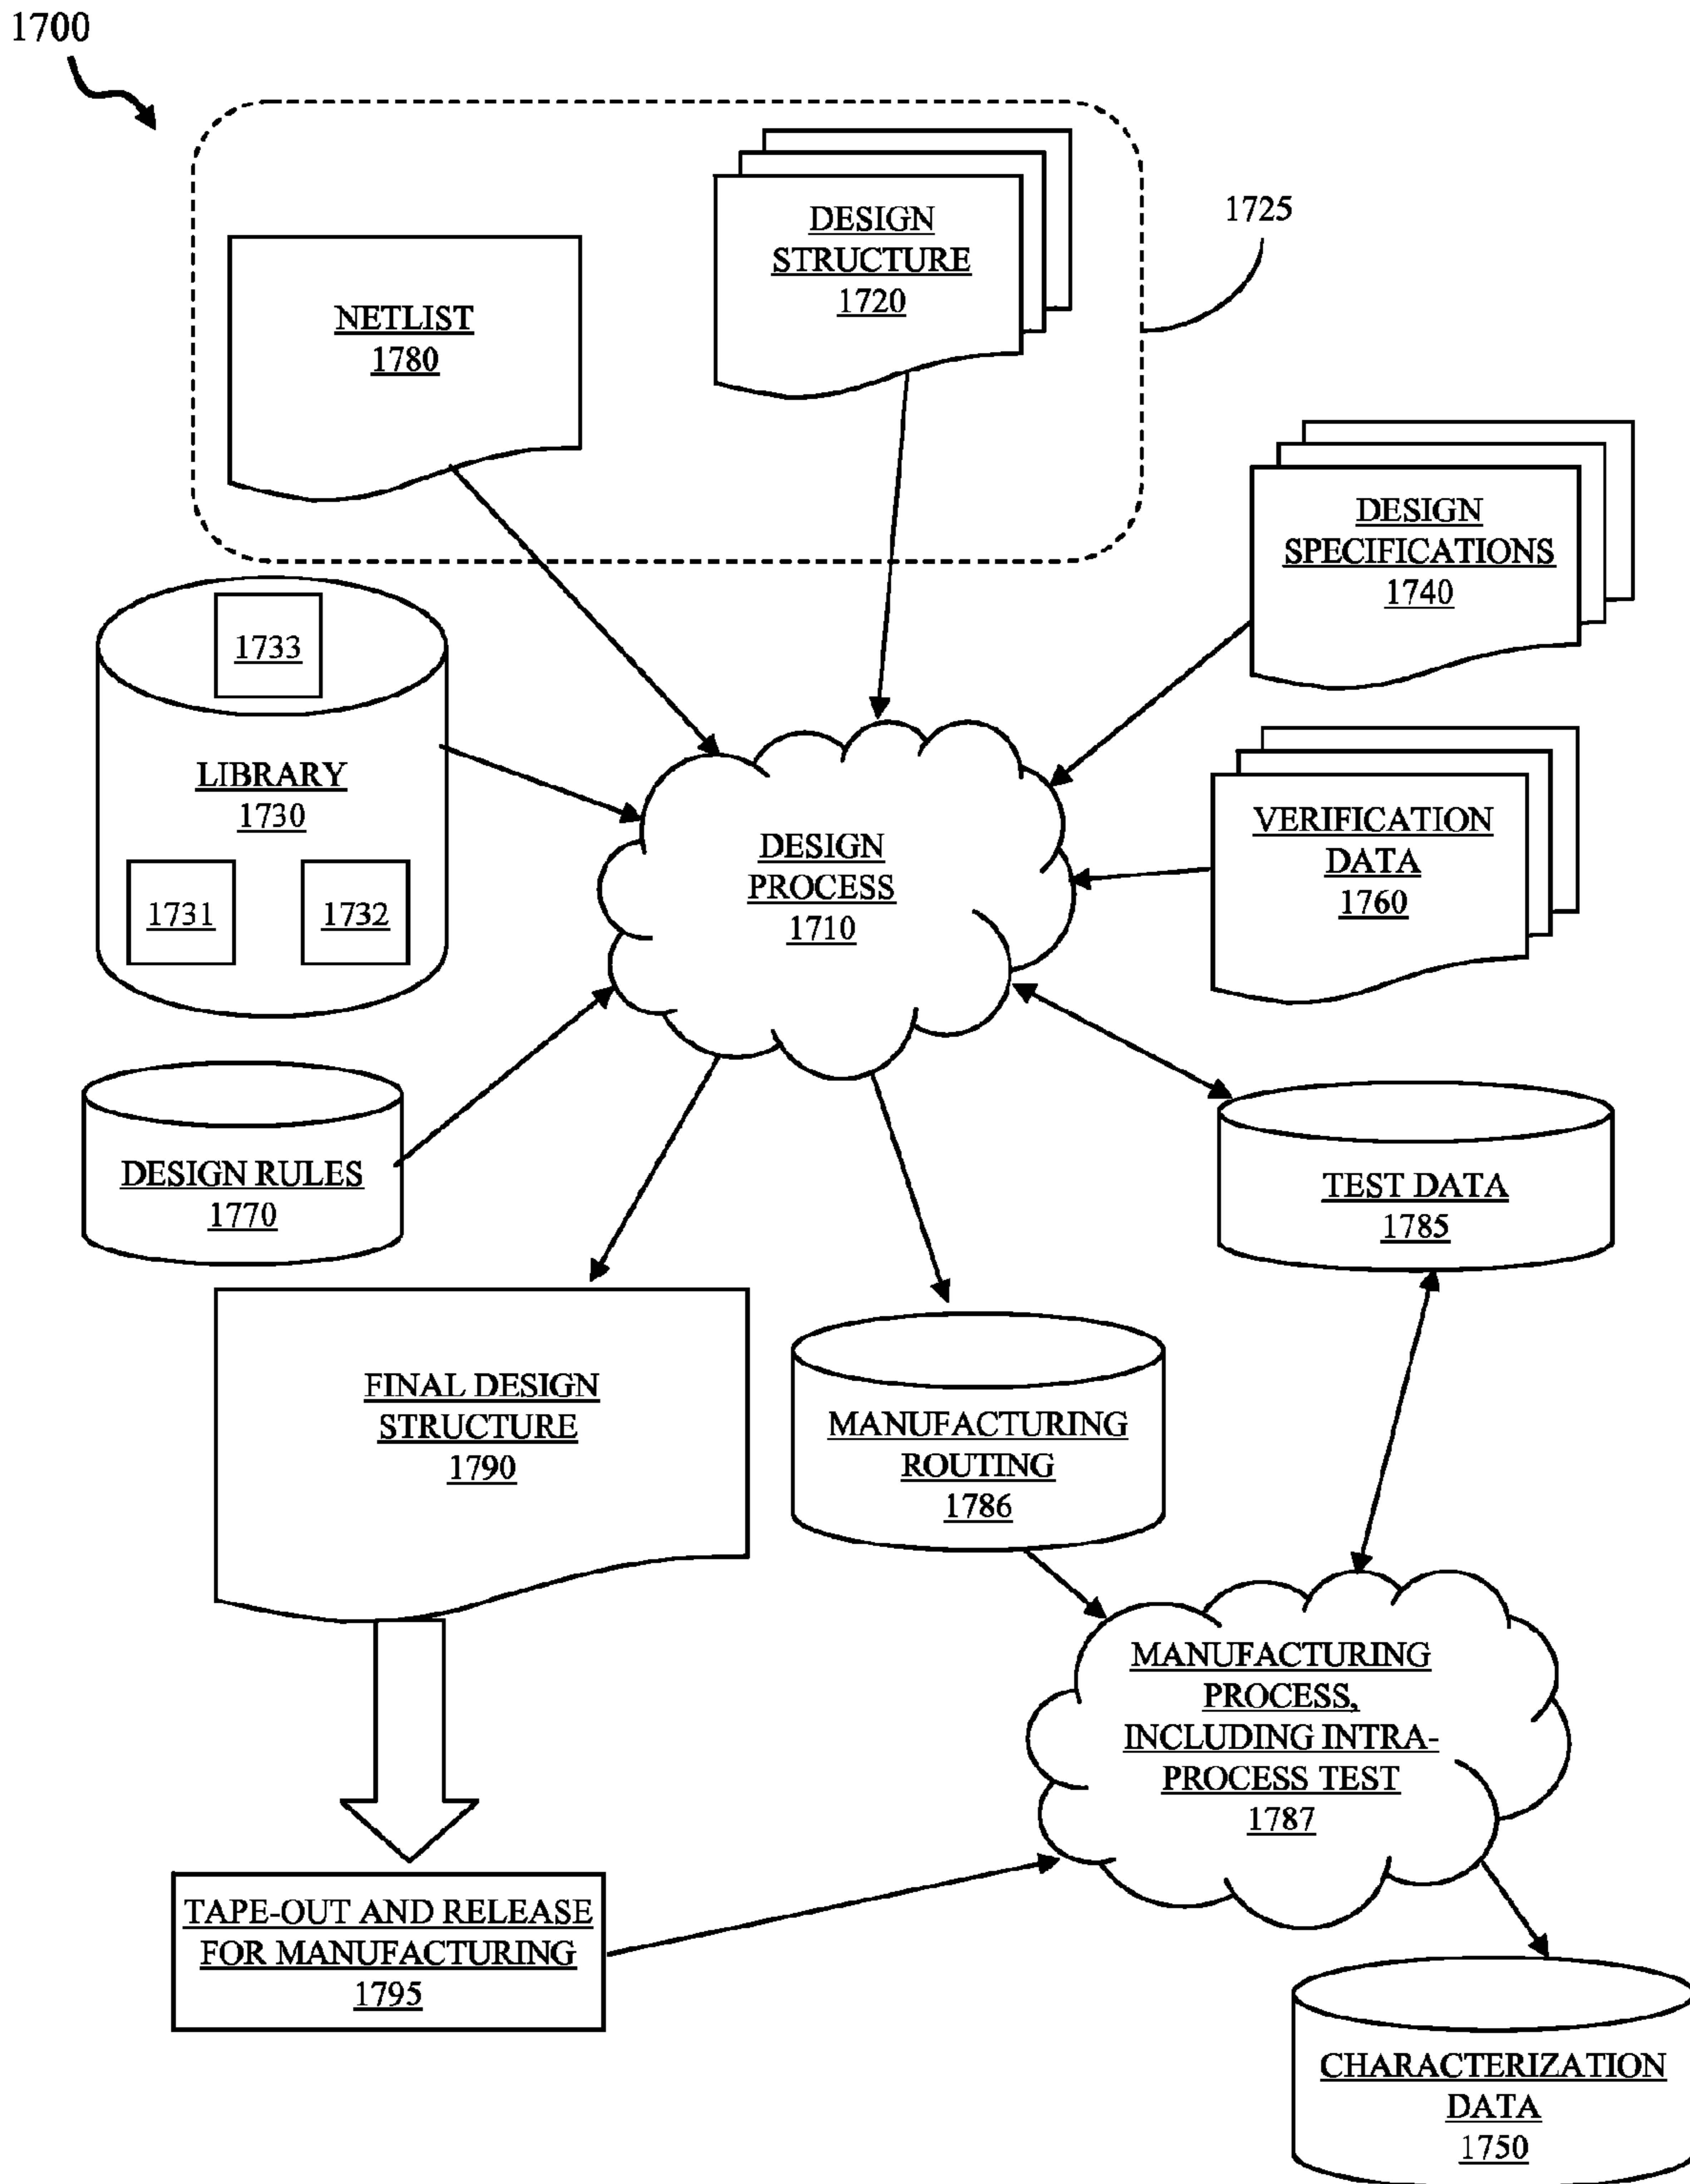 1700
DESIGN
STRUCTURE
1720
1725
NETLIST
1780
DESIGN
SPECIFICATIONS
1740
1733
LIBRARY
1730
1731
1732
DESIGN
PROCESS
1710
VERIFICATION
DATA
1760
DESIGN RULES
1770
TEST DATA
1785
FINAL DESIGN
STRUCTURE
1790
MANUFACTURING
ROUTING
1786
MANUFACTURING
PROCESS,
INCLUDING INTRA-
PROCESS TEST
1787
TAPE-OUT AND RELEASE
FOR MANUFACTURING
1795
CHARACTERIZATION
DATA
1750